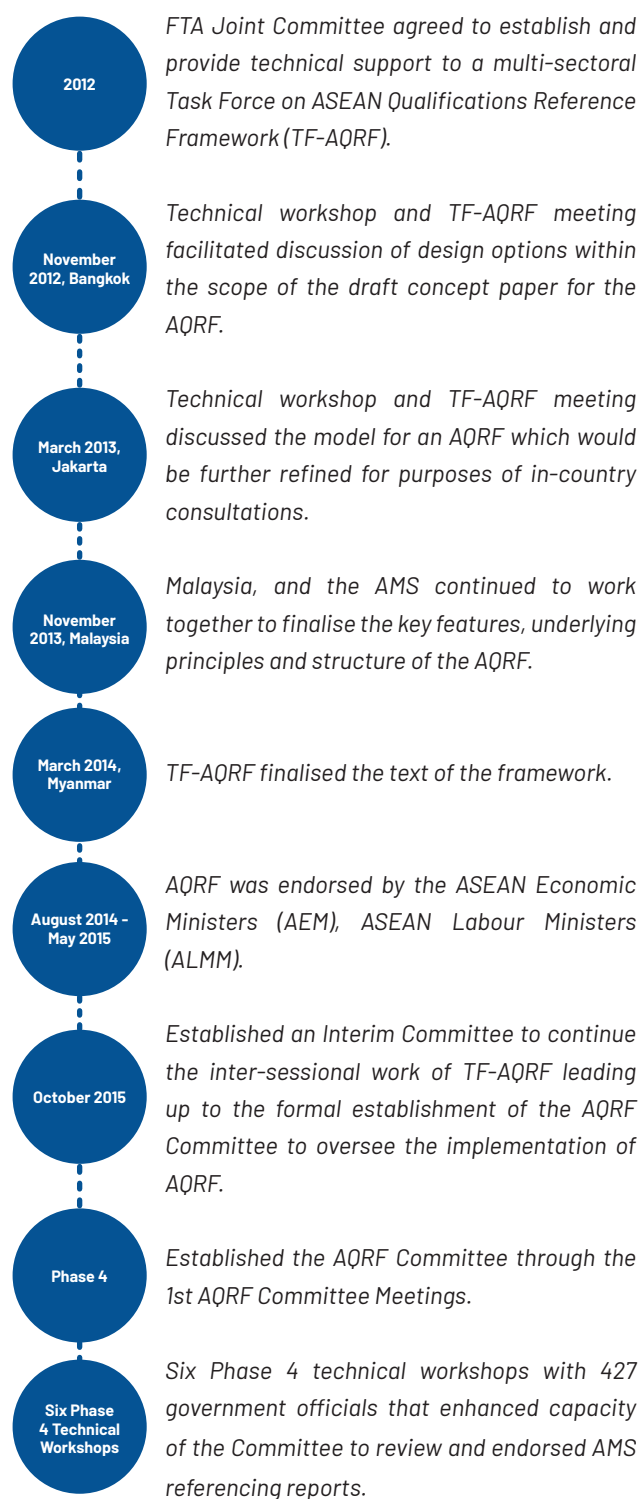 2012
FTA Joint Committee agreed to establish and
provide technical support to a multi-sectoral
Task Force on ASEAN Qualifications Reference
Framework (TF-AQRF).
November
2012, Bangkok
Technical workshop and TF-AQRF meeting
facilitated discussion of design options within
the scope of the draft concept paper for the
AQRF.
March 2013,
Jakarta
Technical workshop and TF-AQRF meeting
discussed the model for an AQRF which would
be further refined for purposes of in-country
consultations.
November
2013, Malaysia
Malaysia, and the AMS continued to work
together to finalise the key features, underlying
principles and structure of the AQRF.
March 2014,
Myanmar
TF-AQRF finalised the text of the framework.
August 2014 -
May 2015
AQRF was endorsed by the ASEAN Economic
Ministers (AEM), ASEAN Labour Ministers
(ALMM).
October 2015
Established an Interim Committee to continue
the inter-sessional work of TF-AQRF leading
up to the formal establishment of the AQRF
Committee to oversee the implementation of
AQRF.
Phase 4
Established the AQRF Committee through the
1st AQRF Committee Meetings.
Six Phase
4 Technical
Workshops
Six Phase 4 technical workshops with 427
government officials that enhanced capacity
of the Committee to review and endorsed AMS
referencing reports.